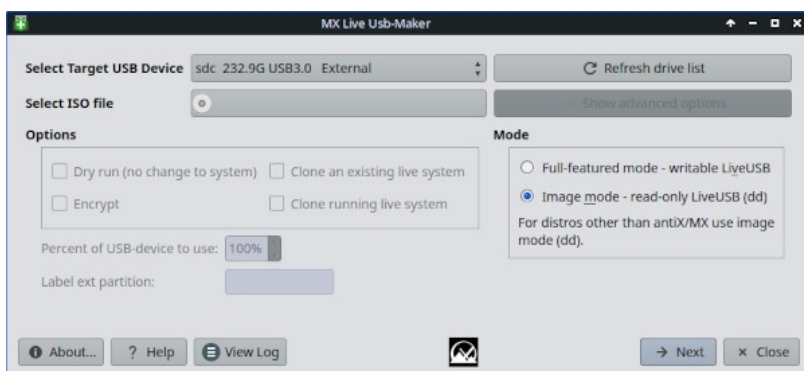 MX Live Usb-Maker
Select Target USB Device sdc 232.9G USB3.0 External Refresh drive list
Select ISO file Show advanced options
Options Mode
Dry run (no change to system) Clone an existing live system Full-featured mode - writable LiveUSB
Encrypt Clone running live system Image mode - read-only LiveUSB (dd)
For distros other than antiX/MX use image
mode (dd).
Percent of USB-device to use: 100%
Label ext partition:
About... ? Help View Log Next Close